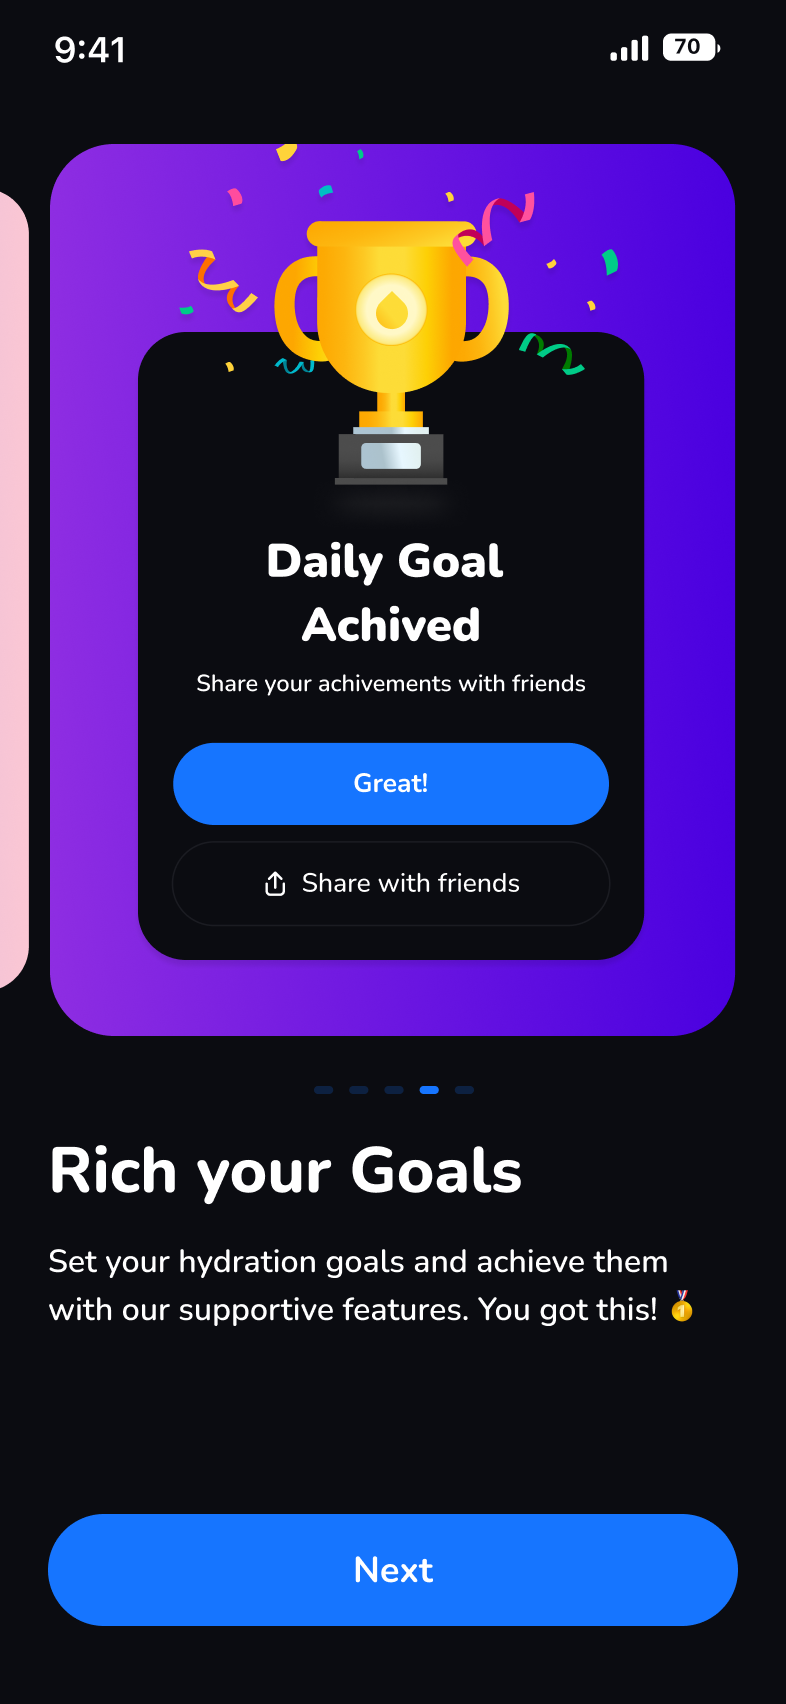 9:41
70
Daily Goal
Achived
Share your achivements with friends
Great!
Share with friends
Rich your Goals
Set your hydration goals and achieve them
with our supportive features. You got this! 🥇
Next